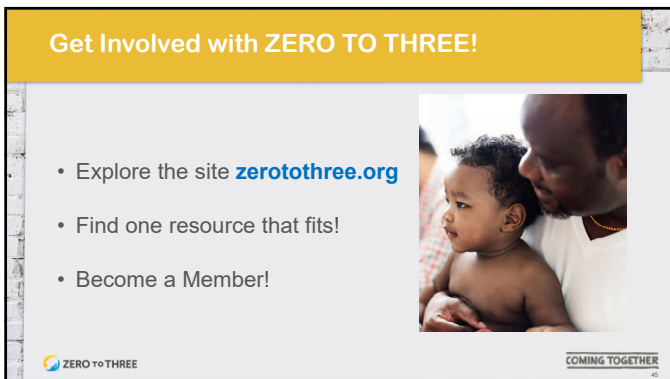 Get Involved with ZERO TO THREE!
• Explore the site zerotothree.org
• Find one resource that fits!
• Become a Member!
ZERO TO THREE
COMING TOGETHER
45